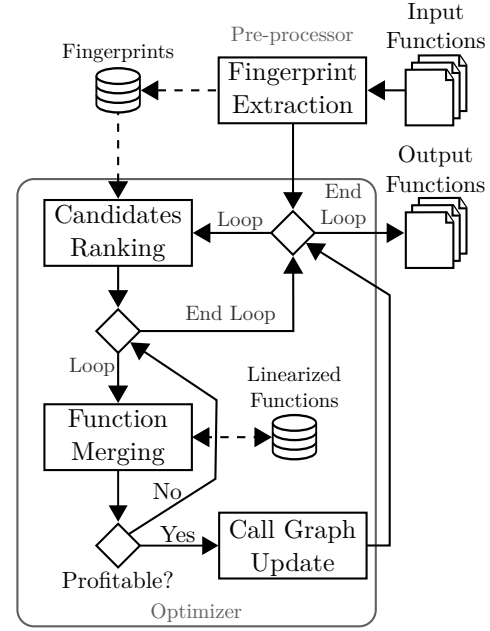 Input
Functions
Pre-processor
Fingerprints
Fingerprint
Extraction
Output
Functions
End
Loop
Loop
Candidates
Ranking
End Loop
Loop
Linearized
Functions
Function
Merging
No
Yes
Call Graph
Update
Profitable?
Optimizer